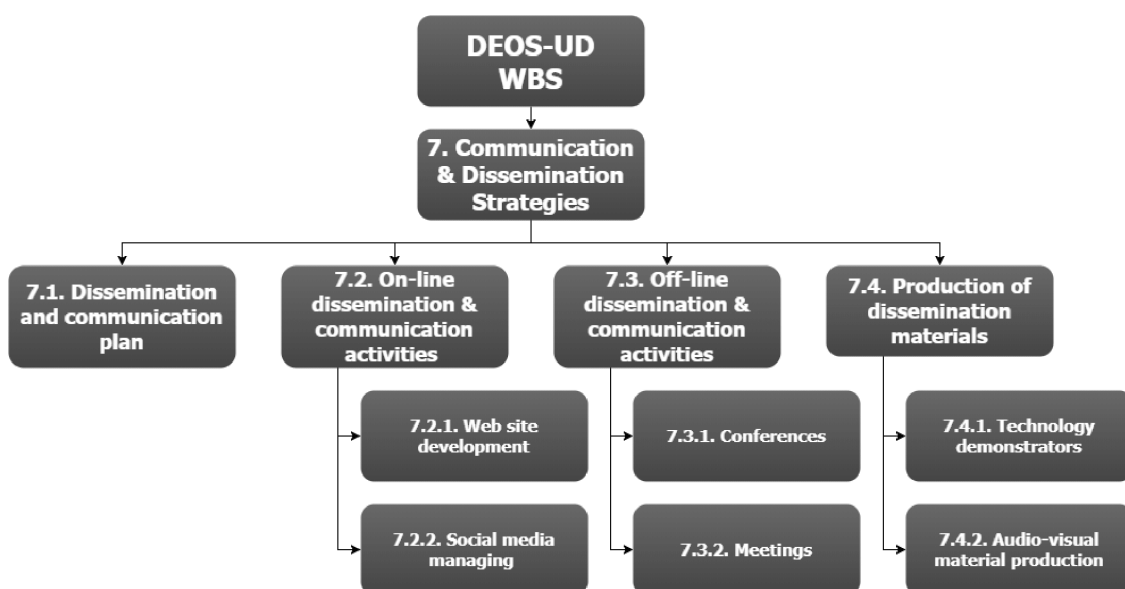 DEOS-UD
WBS
7. Communication
& Dissemination
Strategies
7.1. Dissemination
and communication
plan
7.2. On-line
dissemination &
communication
activities
7.3. Off-line
dissemination &
communication
activities
7.4. Production of
dissemination
materials
7.2.1. Web site
development
7.3.1. Conferences
7.4.1. Technology
demonstrators
7.2.2. Social media
managing
7.3.2. Meetings
7.4.2. Audio-visual
material production